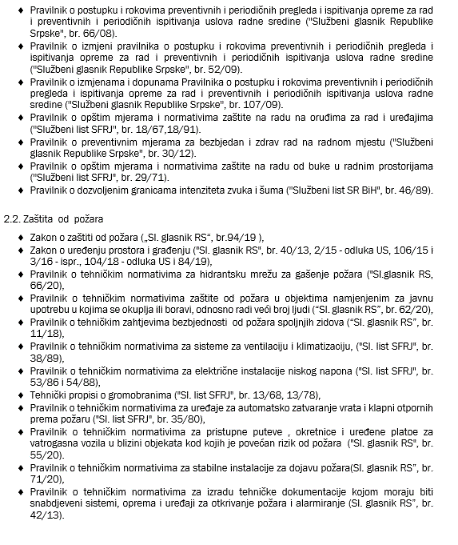 ♦ Pravilnik o postupku i rokovima preventivnih i periodičnih pregleda i ispitivanja opreme za rad
i preventivnih i periodičnih ispitivanja uslova radne sredine ("Službeni glasnik Republike
Srpske", br. 66/08).
♦ Pravilnik o izmjeni pravilnika o postupku i rokovima preventivnih i periodičnih pregleda i
ispitivanja opreme za rad i preventivnih i periodičnih ispitivanja uslova radne sredine
("Službeni glasnik Republike Srpske", br. 52/09).
♦ Pravilnik o izmjenama i dopunama Pravilnika o postupku i rokovima preventivnih i periodičnih
pregleda i ispitivanja opreme za rad i preventivnih i periodičnih ispitivanja uslova radne
sredine ("Službeni glasnik Republike Srpske", br. 107/09).
♦ Pravilnik o opštim mjerama i normativima zaštite na radu na oruđima za rad i uređajima
("Službeni list SFRJ", br. 18/67,18/91).
♦ Pravilnik o preventivnim mjerama za bezbjedan i zdrav rad na radnom mjestu ("Službeni
glasnik Republike Srpske", br. 30/12).
♦ Pravilnik o opštim mjerama i normativima zaštite na radu od buke u radnim prostorijama
("Službeni list SFRJ", br. 29/71).
♦ Pravilnik o dozvoljenim granicama intenziteta zvuka i šuma ("Službeni list SR BiH", br. 46/89).
2.2. Zaštita od požara
♦ Zakon o zaštiti od požara („Sl. glasnik RS“, br.94/19 ),
♦ Zakon o uređenju prostora i građenju ("Sl. glasnik RS", br. 40/13, 2/15 - odluka US, 106/15 i
3/16 - ispr., 104/18 - odluka US i 84/19),
♦ Pravilnik o tehničkim normativima za hidrantsku mrežu za gašenje požara ("Sl.glasnik RS,
66/20),
♦ Pravilnik o tehničkim normativima zaštite od požara u objektima namjenjenim za javnu
upotrebu u kojima se okuplja ili boravi, odnosno radi veći broj ljudi (“Sl. glasnik RS”, br. 62/20),
♦ Pravilnik o tehničkim zahtjevima bezbjednosti od požara spoljnjih zidova (“Sl. glasnik RS”, br.
11/18),
♦ Pravilnik o tehničkim normativima za sisteme za ventilaciju i klimatizaciju, ("Sl. list SFRJ", br.
38/89),
♦ Pravilnik o tehničkim normativima za električne instalacije niskog napona ("Sl. list SFRJ", br.
53/86 i 54/88),
♦ Tehnički propisi o gromobranima ("Sl. list SFRJ", br. 13/68, 13/78),
♦ Pravilnik o tehničkim normativima za uređaje za automatsko zatvaranje vrata i klapni otpornih
prema požaru ("Sl. list SFRJ", br. 35/80),
♦ Pravilnik o tehničkim normativima za pristupne puteve , okretnice i uređene platoe za
vatrogasna vozila u blizini objekata kod kojih je povećan rizik od požara ("Sl. glasnik RS", br.
55/20).
♦ Pravilnik o tehničkim normativima za stabilne instalacije za dojavu požara(Sl. glasnik RS”, br.
71/20),
♦ Pravilnik o tehničkim normativima za izradu tehničke dokumentacije kojom moraju biti
snabdjeveni sistemi, oprema i uređaji za otkrivanje požara i alarmiranje (Sl. glasnik RS”, br.
42/13).